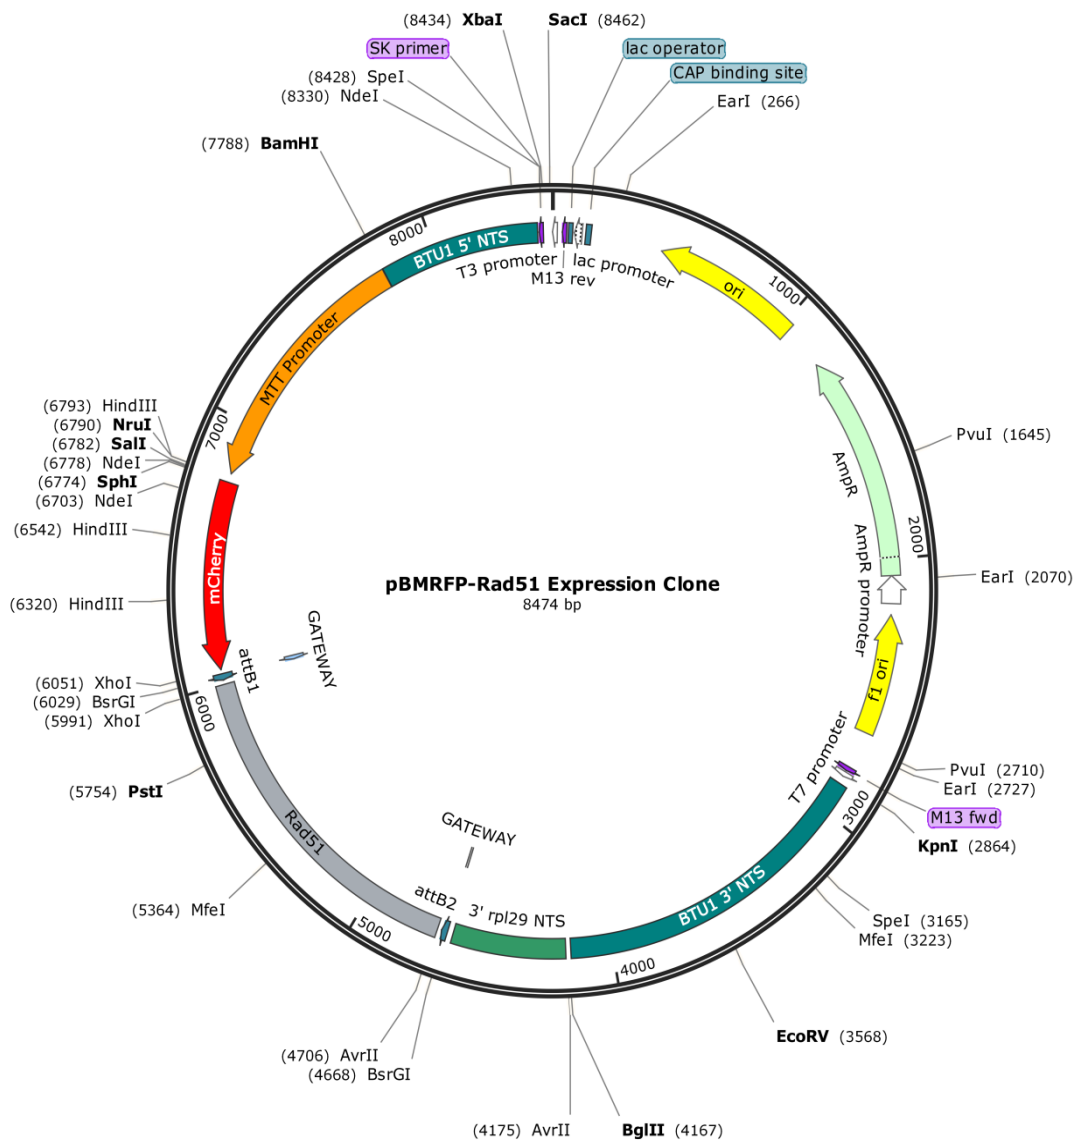 (8434) XbaI
SacI (8462)
SK primer
lac operator
(8428) SpeI
CAP binding site
(8330) NdeI
EarI (266)
(7788) BamHI
8000
BTU1 5' NTS
T3 promoter
M13 rev
lac promoter
ori
1000
MTT Promoter
(6793) HindIII
(6790) NruI
(6782) SalI
(6778) NdeI
(6774) SphI
(6703) NdeI
7000
PvuI (1645)
AmpR
(6542) HindIII
2000
mCherry
AmpR promoter
EarI (2070)
pBMRFP-Rad51 Expression Clone
8474 bp
(6320) HindIII
GATEWAY
attB1
f1 ori
(6051) XhoI
(6029) BsrGI
(5991) XhoI
6000
T7 promoter
PvuI (2710)
EarI (2727)
(5754) PstI
3000
M13 fwd
KpnI (2864)
Rad51
GATEWAY
BTU1 3' NTS
(5364) MfeI
attB2
3' rpl29 NTS
SpeI (3165)
MfeI (3223)
5000
4000
EcoRV (3568)
(4706) AvrII
(4668) BsrGI
(4175) AvrII
BglII (4167)